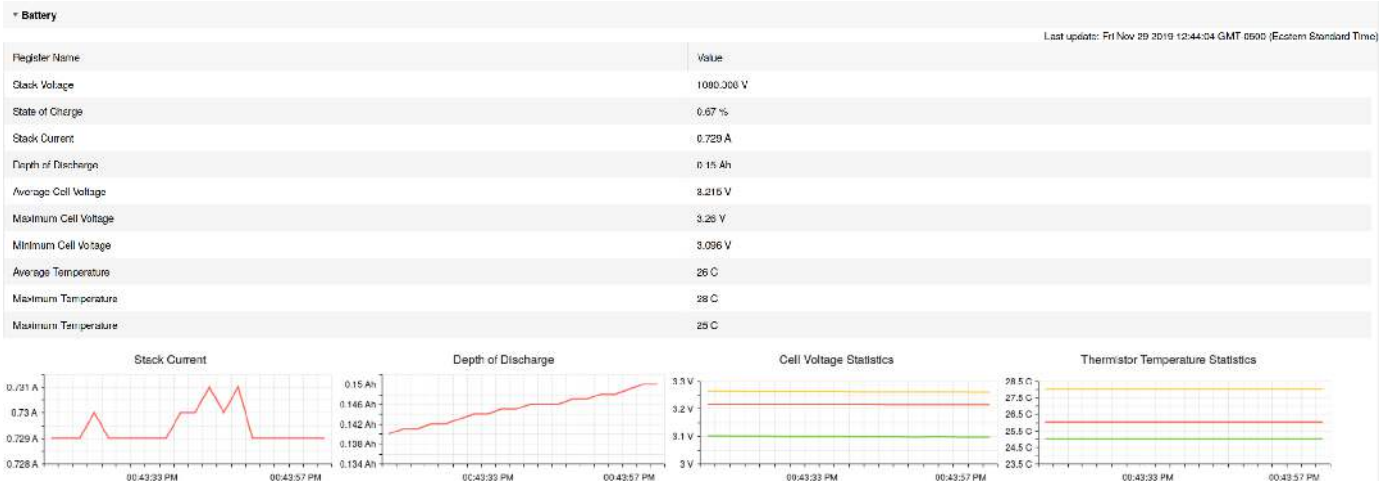 Battery
Last update: Fri Nov 29 2019 12:44:04 GMT-0500 (Eastern Standard Time)
Register Name Value
Stack Voltage 1080.308 V
State of Charge 0.67 %
Stack Current 0.729 A
Depth of Discharge 0.15 Ah
Average Cell Voltage 3.215 V
Maximum Cell Voltage 3.26 V
Minimum Cell Voltage 3.096 V
Average Temperature 26 C
Maximum Temperature 28 C
Maximum Temperature 25 C
Stack Current
0.731 A
0.73 A
0.729 A
0.728 A
00:43:33 PM 00:43:57 PM
Depth of Discharge
0.15 Ah
0.146 Ah
0.142 Ah
0.138 Ah
0.134 Ah
00:43:33 PM 00:43:57 PM
Cell Voltage Statistics
3.3 V
3.2 V
3.1 V
3 V
00:43:33 PM 00:43:57 PM
Thermistor Temperature Statistics
28.5 C
27.5 C
26.5 C
25.5 C
24.5 C
23.5 C
00:43:33 PM 00:43:57 PM